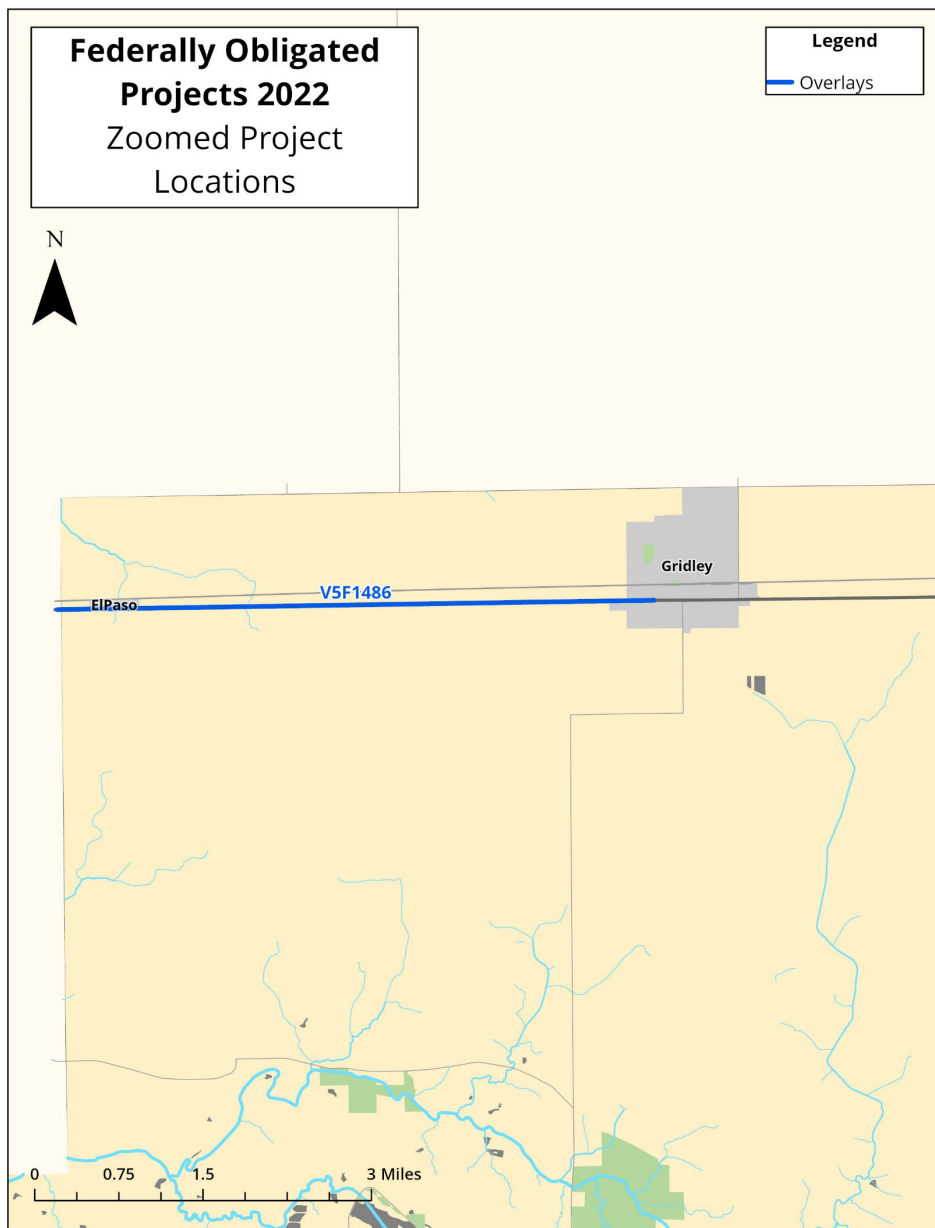 Federally Obligated
Projects 2022
Zoomed Project
Locations
Legend
Overlays
N
Gridley
V5F1486
ElPaso
0 0.75 1.5 3 Miles